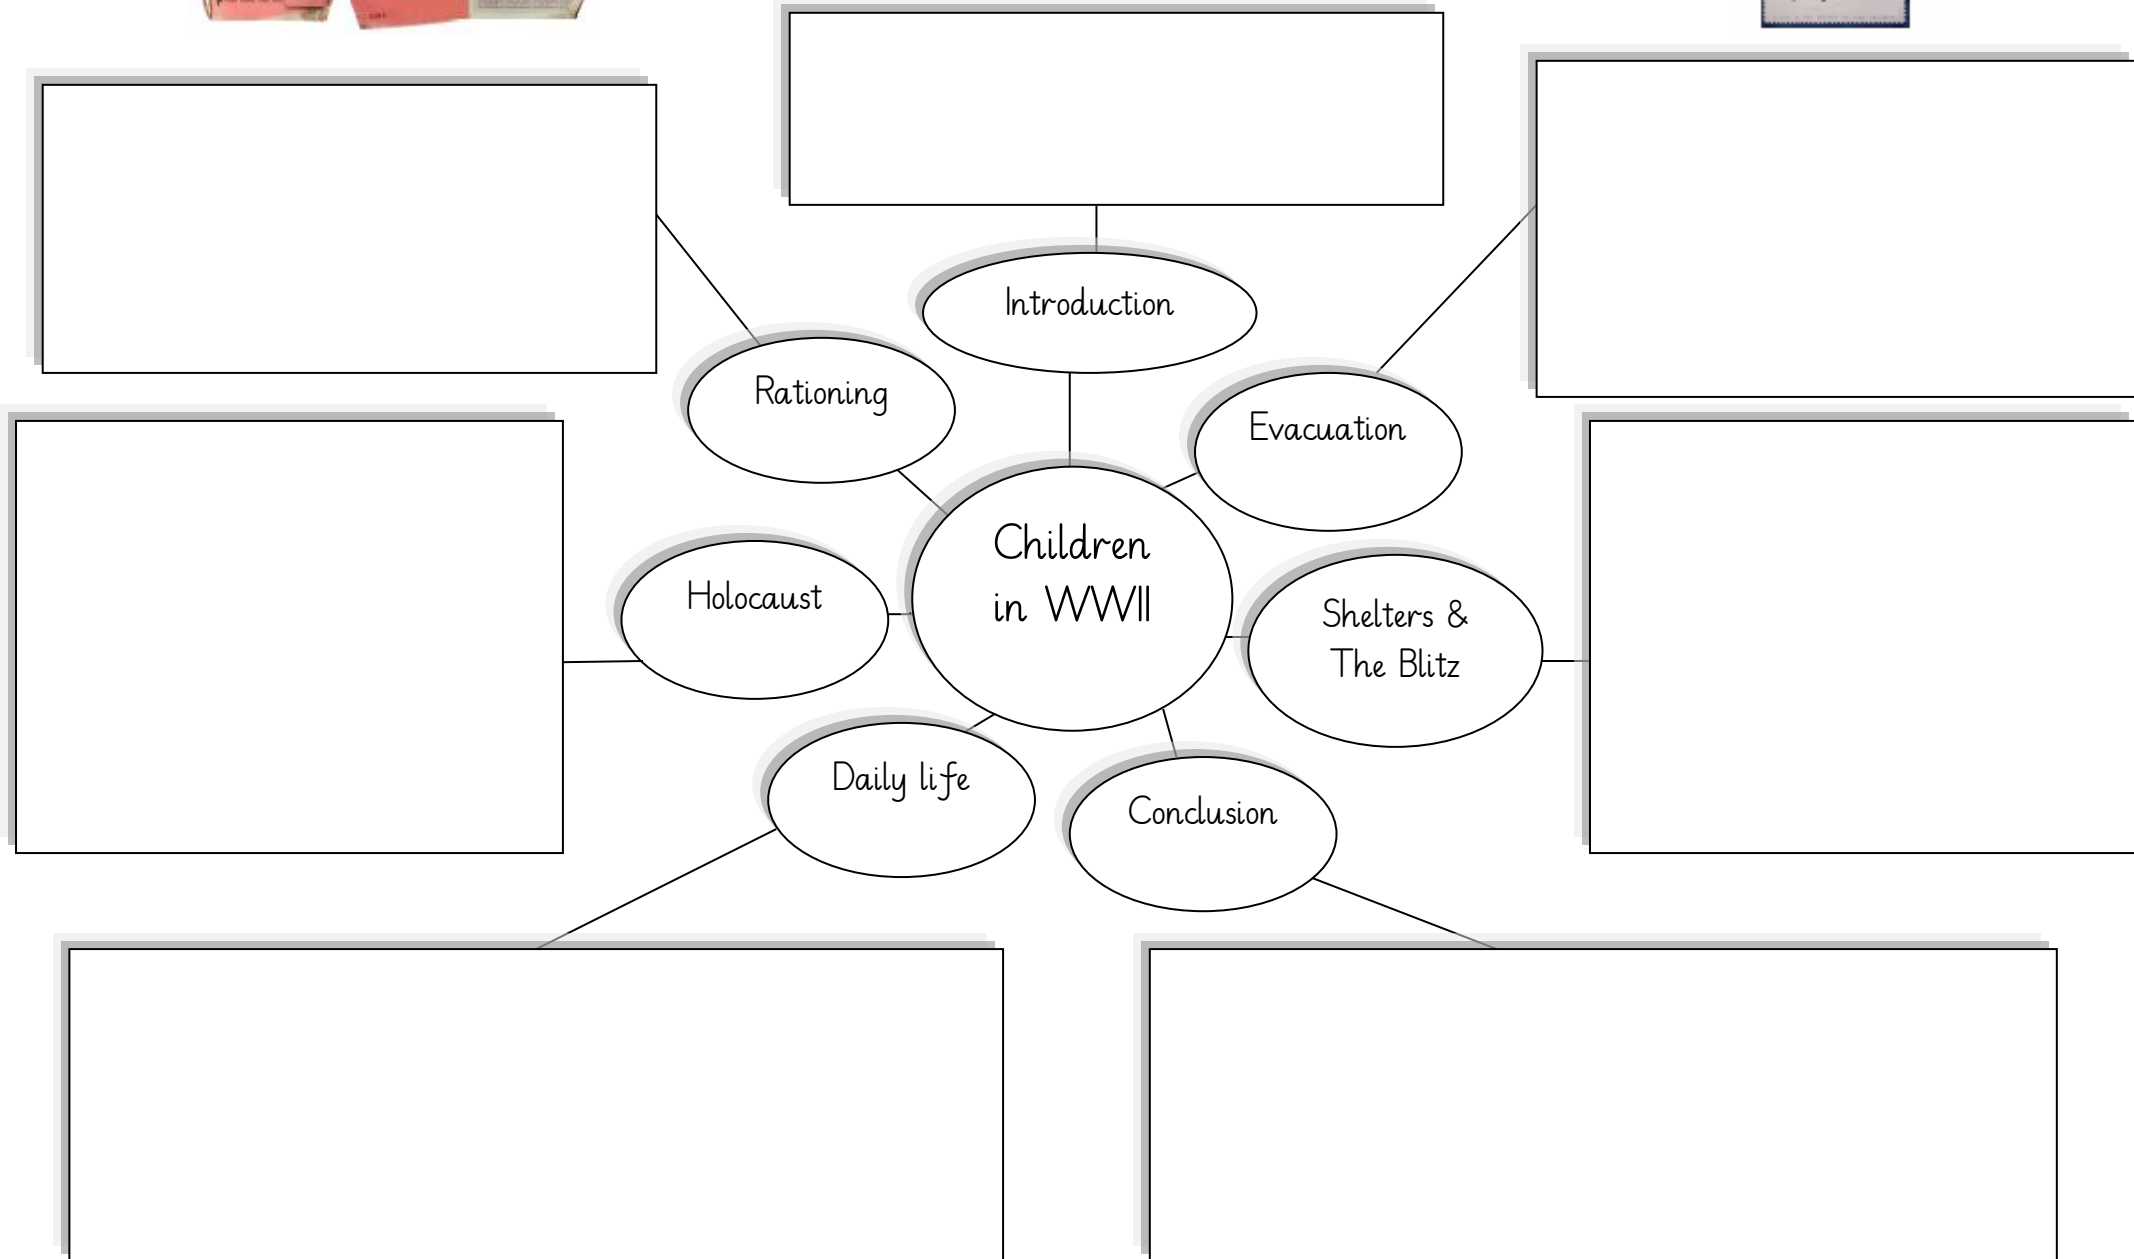 Introduction
Rationing
Evacuation
Children
in WWII
Holocaust
Shelters &
The Blitz
Daily life
Conclusion